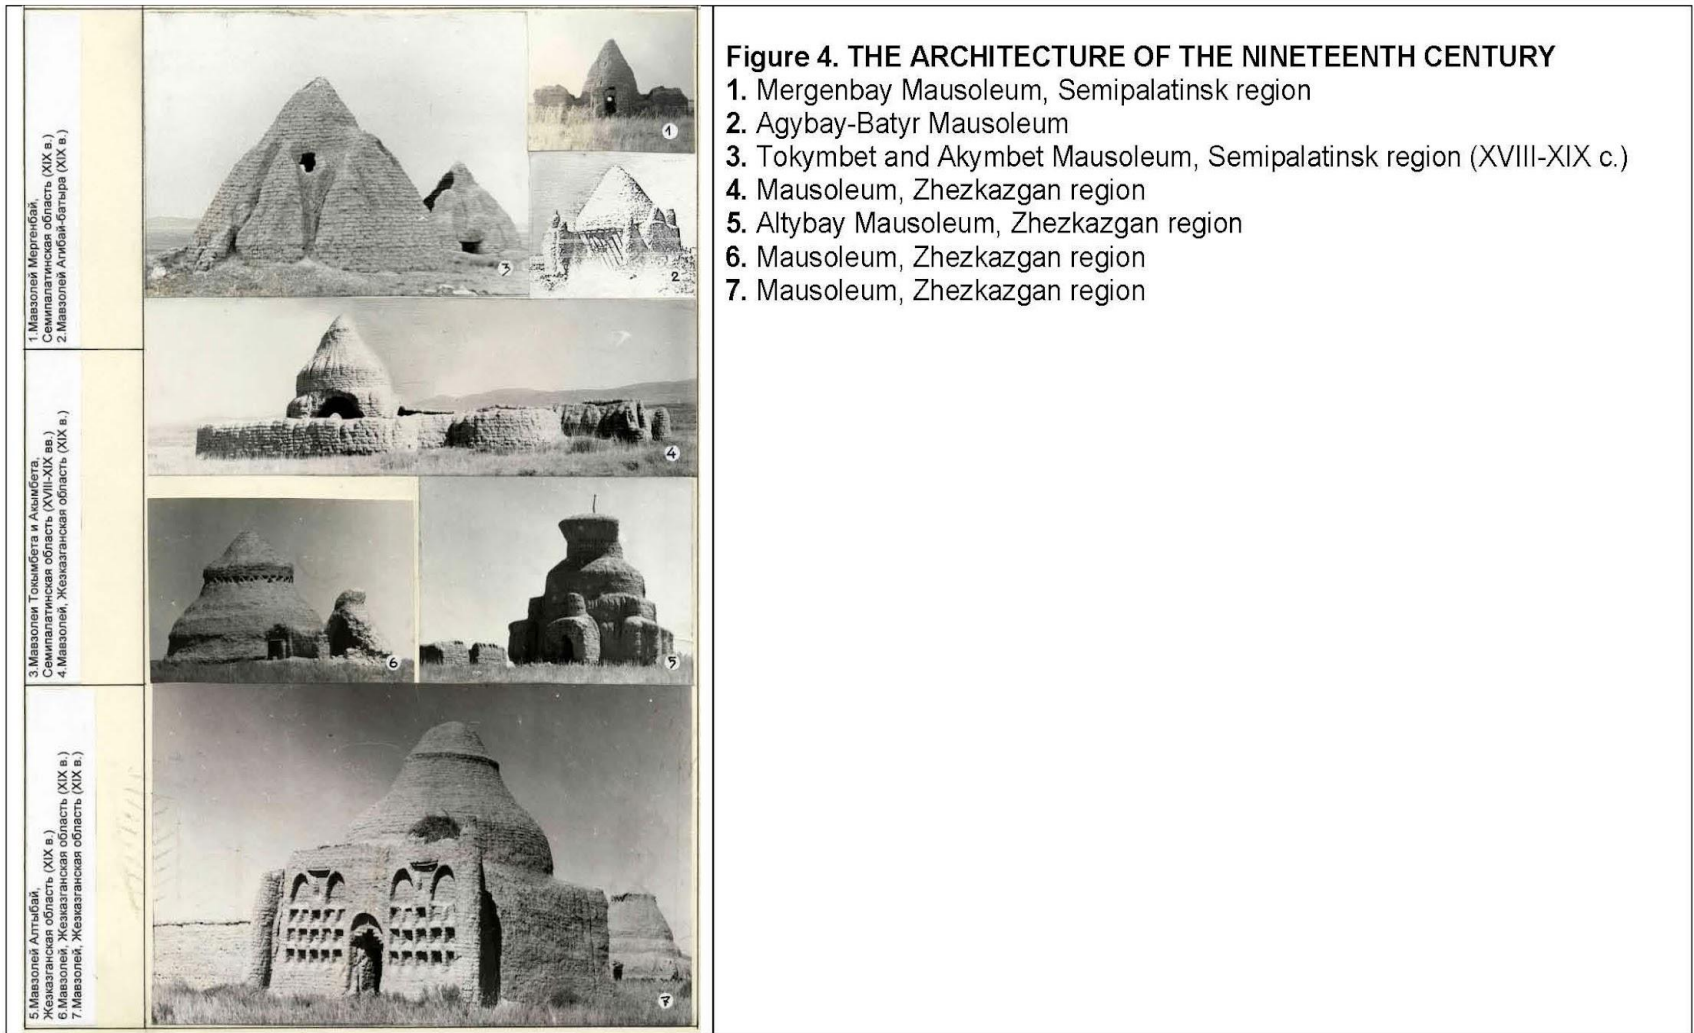 1.Мавзолей Мергенбай,
Семипалатинская область (XIX в.)
2.Мавзолей Агибай-батыра (XIX в.)
3.Мавзолеи Токымбета и Акымбета,
Семипалатинская область (XVIII-XIX вв.)
4.Мавзолей, Жезказганская область (XIX в.)
5.Мавзолей Алтыбай,
Жезказганская область (XIX в.)
6.Мавзолей, Жезказганская область (XIX в.)
7.Мавзолей, Жезказганская область (XIX в.)
1
3
2
4
6
5
7
Figure 4. THE ARCHITECTURE OF THE NINETEENTH CENTURY
1. Mergenbay Mausoleum, Semipalatinsk region
2. Agybay-Batyr Mausoleum
3. Tokymbet and Akymbet Mausoleum, Semipalatinsk region (XVIII-XIX c.)
4. Mausoleum, Zhezkazgan region
5. Altybay Mausoleum, Zhezkazgan region
6. Mausoleum, Zhezkazgan region
7. Mausoleum, Zhezkazgan region